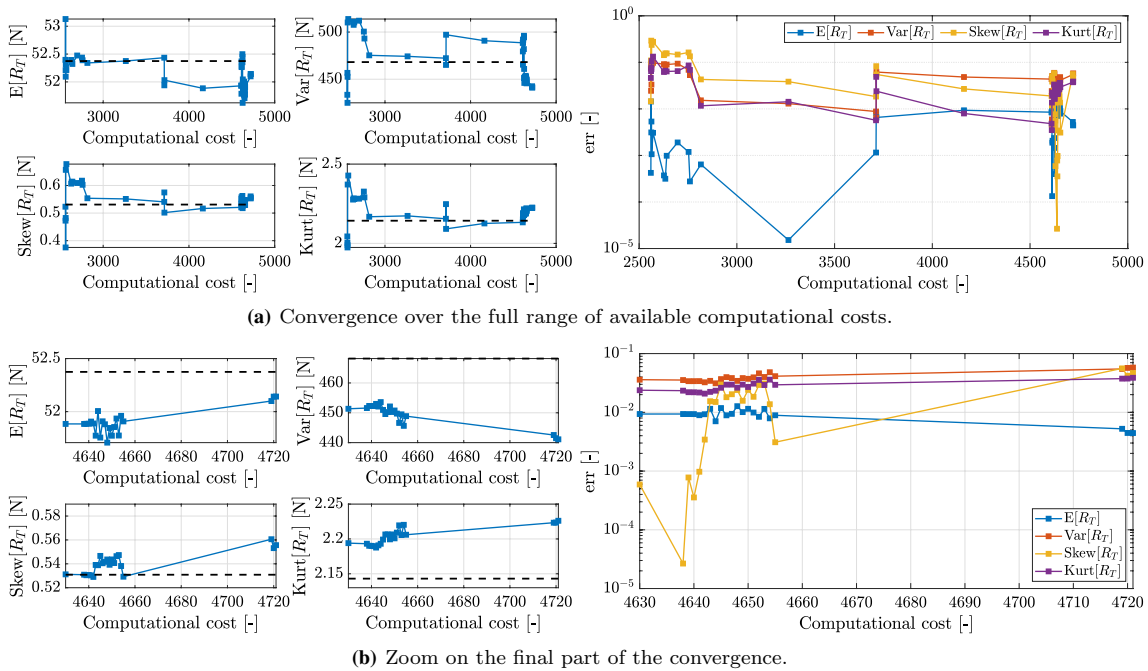 53
52.5
52
E[R_T] [N]
3000 4000 5000
Computational cost [-]
500
450
Var[R_T] [N]
3000 4000 5000
Computational cost [-]
0.6
0.5
0.4
Skew[R_T] [N]
3000 4000 5000
Computational cost [-]
2.5
2
Kurt[R_T] [N]
3000 4000 5000
Computational cost [-]
10^0
10^-5
err [-]
E[R_T] Var[R_T] Skew[R_T] Kurt[R_T]
2500 3000 3500 4000 4500 5000
Computational cost [-]
(a) Convergence over the full range of available computational costs.
52.5
52
E[R_T] [N]
4640 4660 4680 4700 4720
Computational cost [-]
460
450
440
Var[R_T] [N]
4640 4660 4680 4700 4720
Computational cost [-]
0.58
0.56
0.54
0.52
Skew[R_T] [N]
4640 4660 4680 4700 4720
Computational cost [-]
2.25
2.2
2.15
Kurt[R_T] [N]
4640 4660 4680 4700 4720
Computational cost [-]
10^-1
10^-2
10^-3
10^-4
10^-5
err [-]
E[R_T]
Var[R_T]
Skew[R_T]
Kurt[R_T]
4630 4640 4650 4660 4670 4680 4690 4700 4710 4720
Computational cost [-]
(b) Zoom on the final part of the convergence.